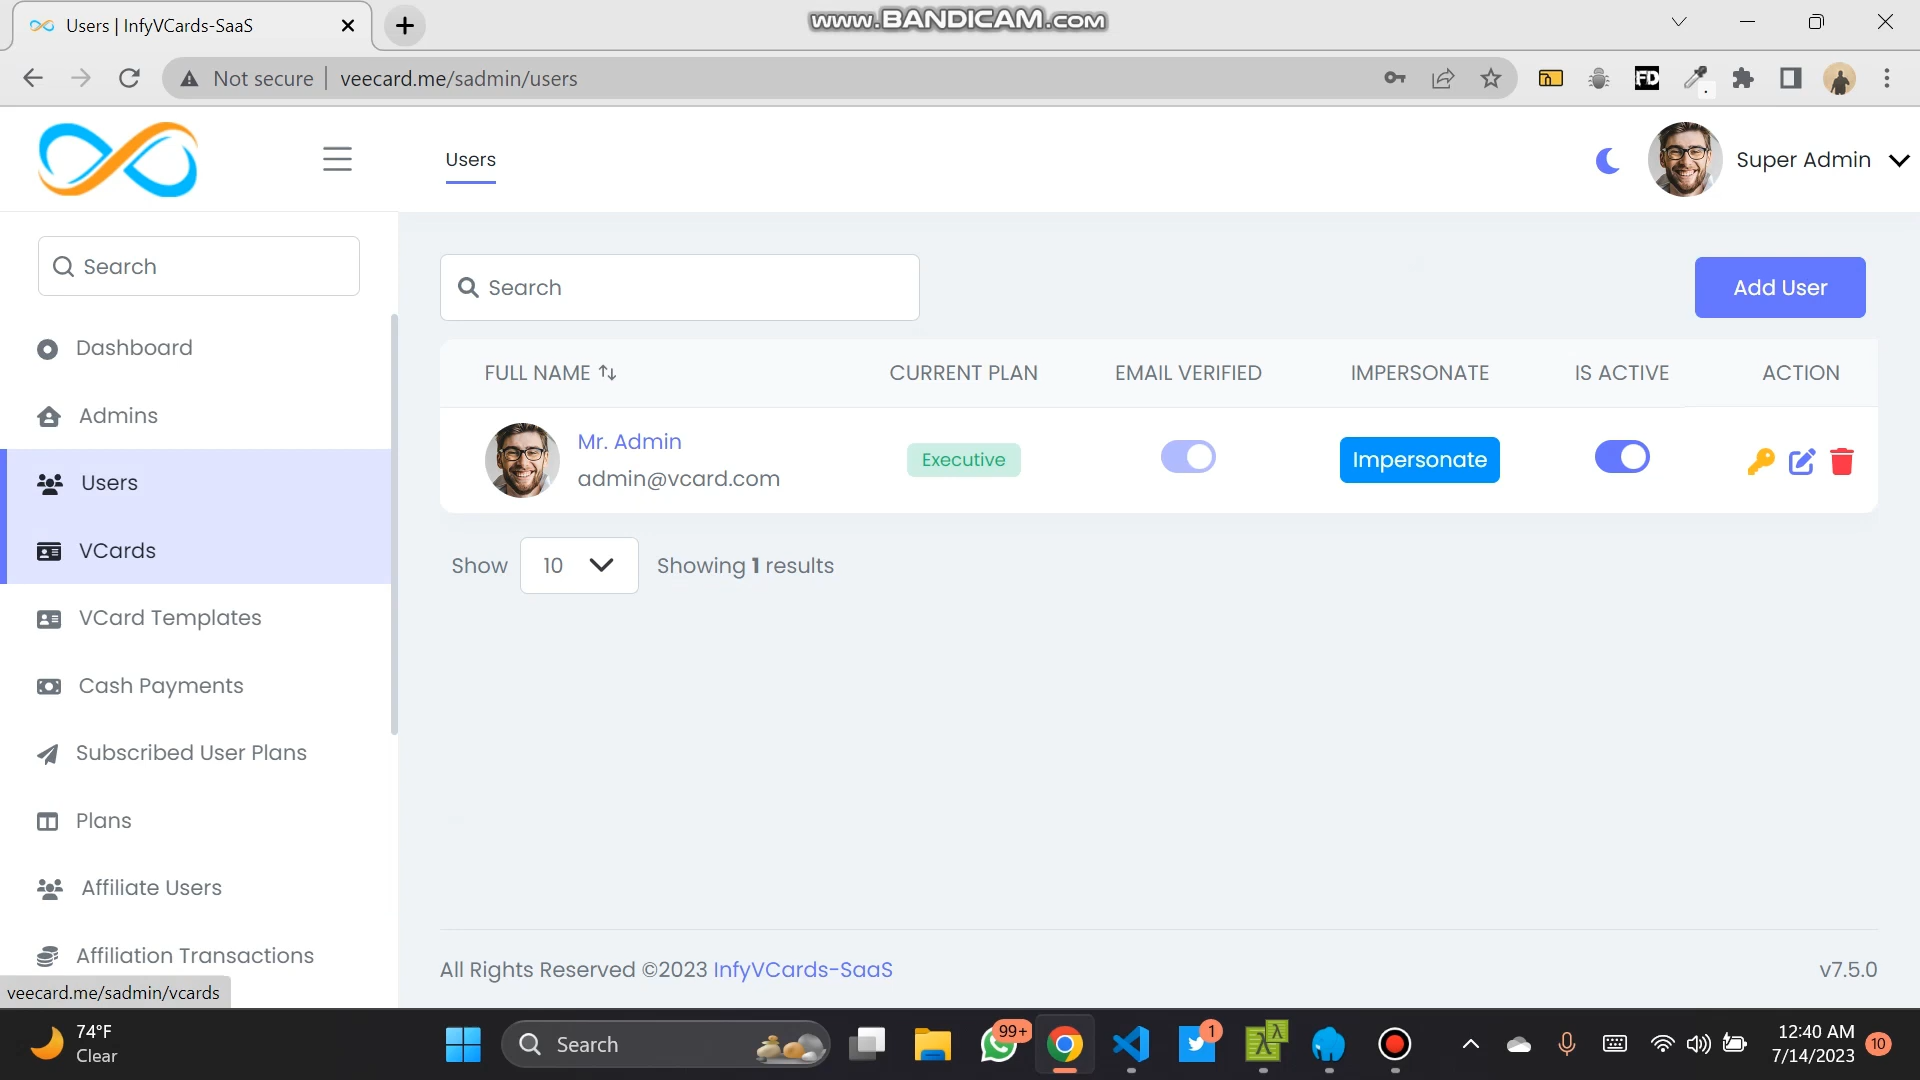 Users | InfyVCards-SaaS
www.BANDICAM.com
Not secure
veecard.me/sadmin/users
FD
Users
Super Admin
Search
Dashboard
Admins
Users
VCards
VCard Templates
Cash Payments
Subscribed User Plans
Plans
Affiliate Users
Affiliation Transactions
veecard.me/sadmin/vcards
Search
Add User
FULL NAME
CURRENT PLAN
EMAIL VERIFIED
IMPERSONATE
IS ACTIVE
ACTION
Mr. Admin
admin@vcard.com
Executive
Impersonate
Show
10
Showing 1 results
All Rights Reserved ©2023 InfyVCards-SaaS
v7.5.0
74°F
Clear
Search
99+
1
λ
λ
12:40 AM
7/14/2023
10